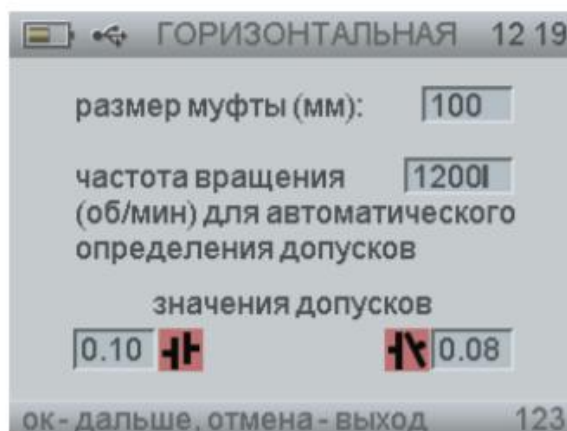 ГОРИЗОНТАЛЬНАЯ 12 19
размер муфты (мм): 100
частота вращения 1200
(об/мин) для автоматического
определения допусков
значения допусков
0.10 0.08
ок - дальше, отмена - выход 123